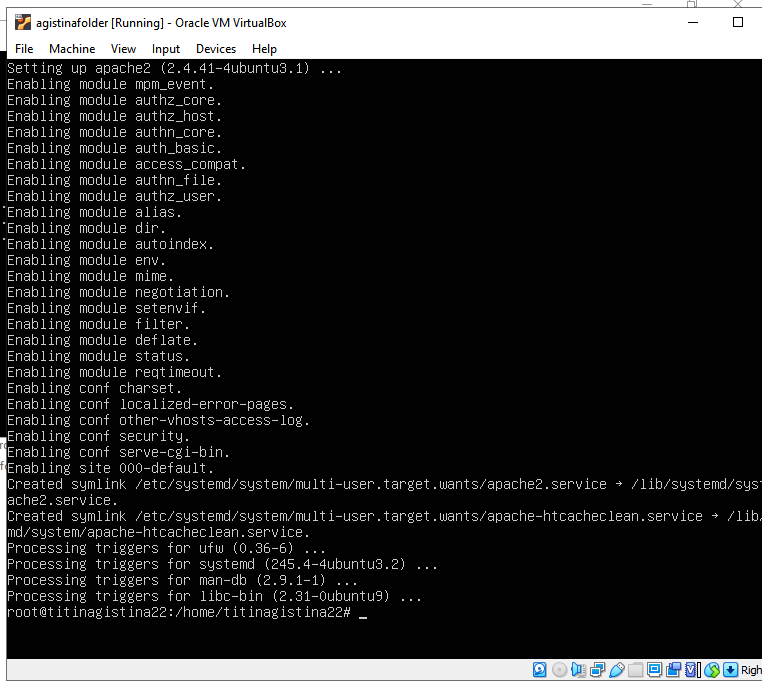 agistinafolder [Running] - Oracle VM VirtualBox
File Machine View Input Devices Help
Setting up apache2 (2.4.41-4ubuntu3.1) ...
Enabling module mpm_event.
Enabling module authz_core.
Enabling module authz_host.
Enabling module authn_core.
Enabling module auth_basic.
Enabling module access_compat.
Enabling module authn_file.
Enabling module authz_user.
Enabling module alias.
Enabling module dir.
Enabling module autoindex.
Enabling module env.
Enabling module mime.
Enabling module negotiation.
Enabling module setenvif.
Enabling module filter.
Enabling module deflate.
Enabling module status.
Enabling module reqtimeout.
Enabling conf charset.
Enabling conf localized-error-pages.
Enabling conf other-vhosts-access-log.
Enabling conf security.
Enabling conf serve-cgi-bin.
Enabling site 000-default.
Created symlink /etc/systemd/system/multi-user.target.wants/apache2.service → /lib/systemd/syst
ache2.service.
Created symlink /etc/systemd/system/multi-user.target.wants/apache-htcacheclean.service → /lib/
md/system/apache-htcacheclean.service.
Processing triggers for ufw (0.36-6) ...
Processing triggers for systemd (245.4-4ubuntu3.2) ...
Processing triggers for man-db (2.9.1-1) ...
Processing triggers for libc-bin (2.31-0ubuntu9) ...
root@titinagistina22:/home/titinagistina22# _
Righ